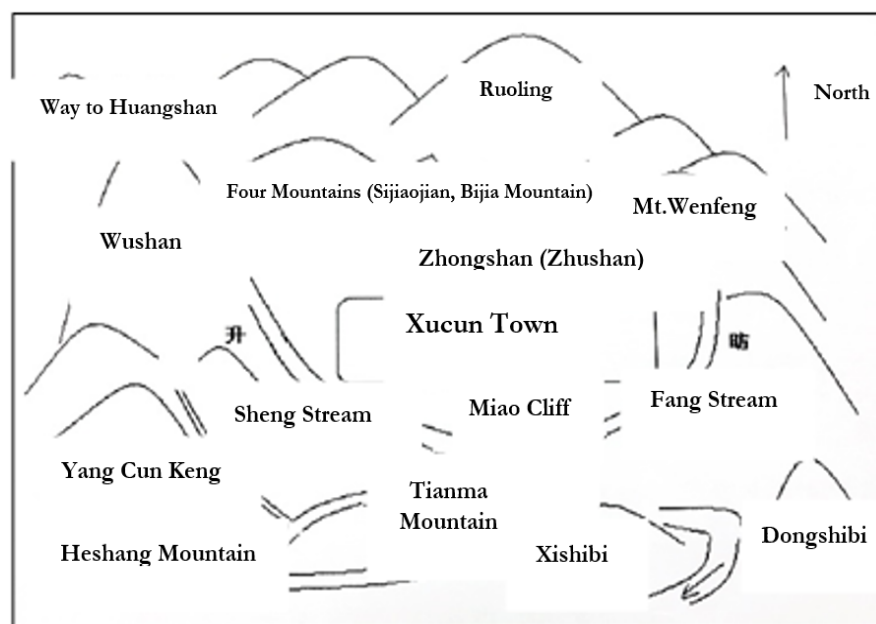 Ruoling
North
Way to Huangshan
Four Mountains (Sijiaojian, Bijia Mountain)
Mt.Wenfeng
Wushan
Zhongshan (Zhushan)
Xucun Town
升
昉
Sheng Stream
Miao Cliff
Fang Stream
Yang Cun Keng
Tianma
Mountain
Heshang Mountain
Xishibi
Dongshibi